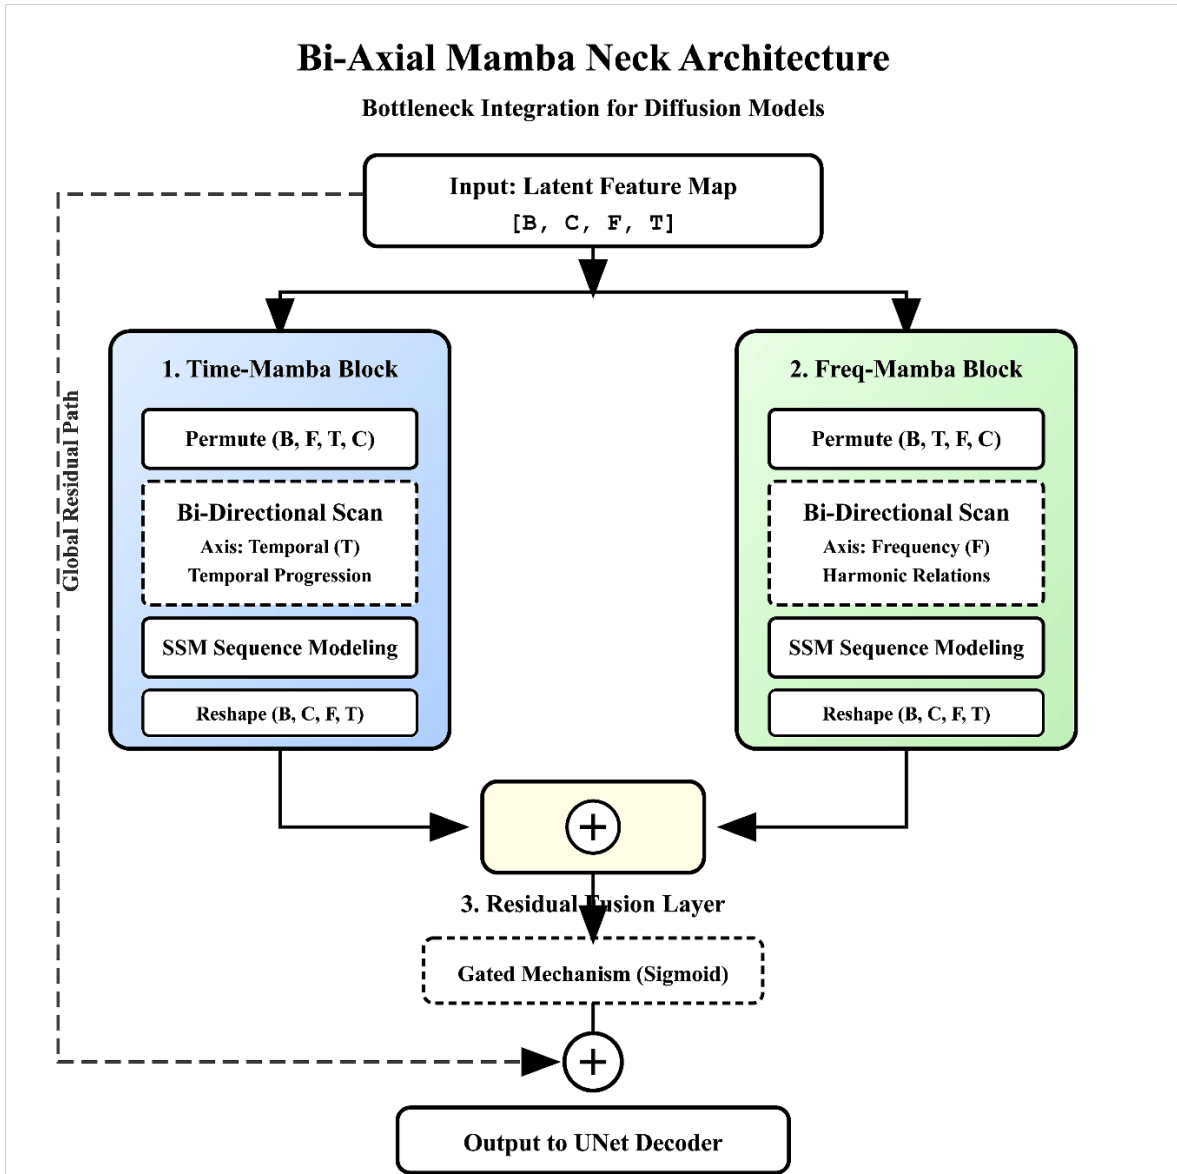 Bi-Axial Mamba Neck Architecture
Bottleneck Integration for Diffusion Models
Input: Latent Feature Map
[B, C, F, T]
Global Residual Path
1. Time-Mamba Block
Permute (B, F, T, C)
Bi-Directional Scan
Axis: Temporal (T)
Temporal Progression
SSM Sequence Modeling
Reshape (B, C, F, T)
2. Freq-Mamba Block
Permute (B, T, F, C)
Bi-Directional Scan
Axis: Frequency (F)
Harmonic Relations
SSM Sequence Modeling
Reshape (B, C, F, T)
+
3. Residual Fusion Layer
Gated Mechanism (Sigmoid)
+
Output to UNet Decoder